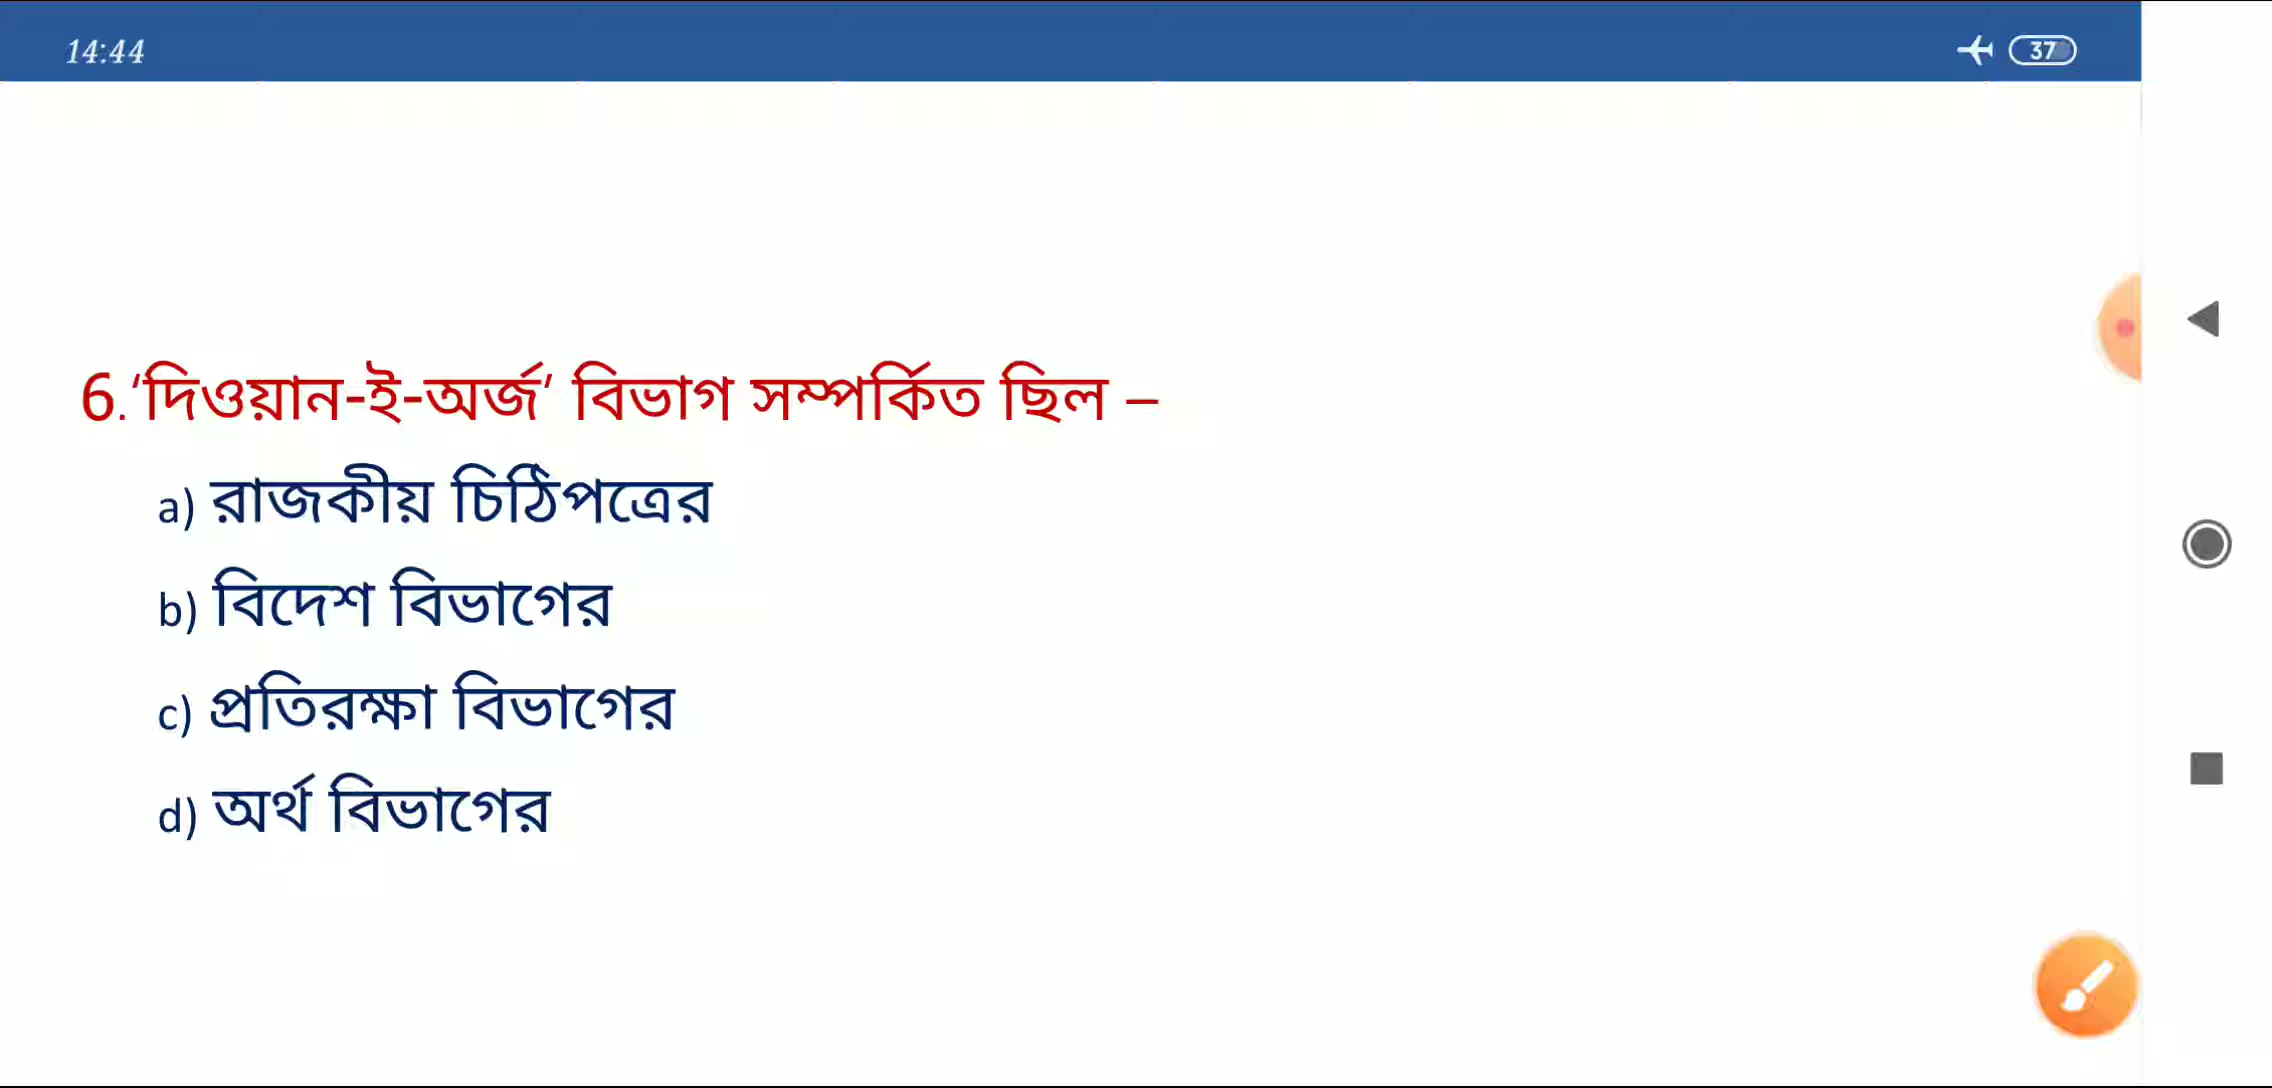 14:44
37
6.‘দিওয়ান-ই-অর্জ’ বিভাগ সম্পর্কিত ছিল –
a) রাজকীয় চিঠিপত্রের
b) বিদেশ বিভাগের
c) প্রতিরক্ষা বিভাগের
d) অর্থ বিভাগের